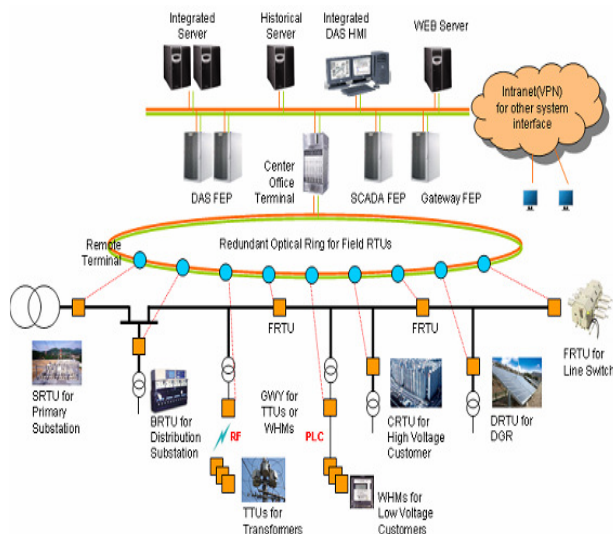 Integrated
Server
Historical
Server
Integrated
DAS HMI
WEB Server
Intranet(VPN)
for other system
interface
DAS FEP
Center
Office
Terminal
SCADA FEP
Gateway FEP
Remote
Terminal
Redundant Optical Ring for Field RTUs
FRTU
FRTU
FRTU for
Line Switch
SRTU for
Primary
Substation
BRTU for
Distribution
Substation
RF
GWY for
TTUs or
WHMs
PLC
CRTU for
High Voltage
Customer
DRTU for
DGR
TTUs for
Transformers
WHMs for
Low Voltage
Customers